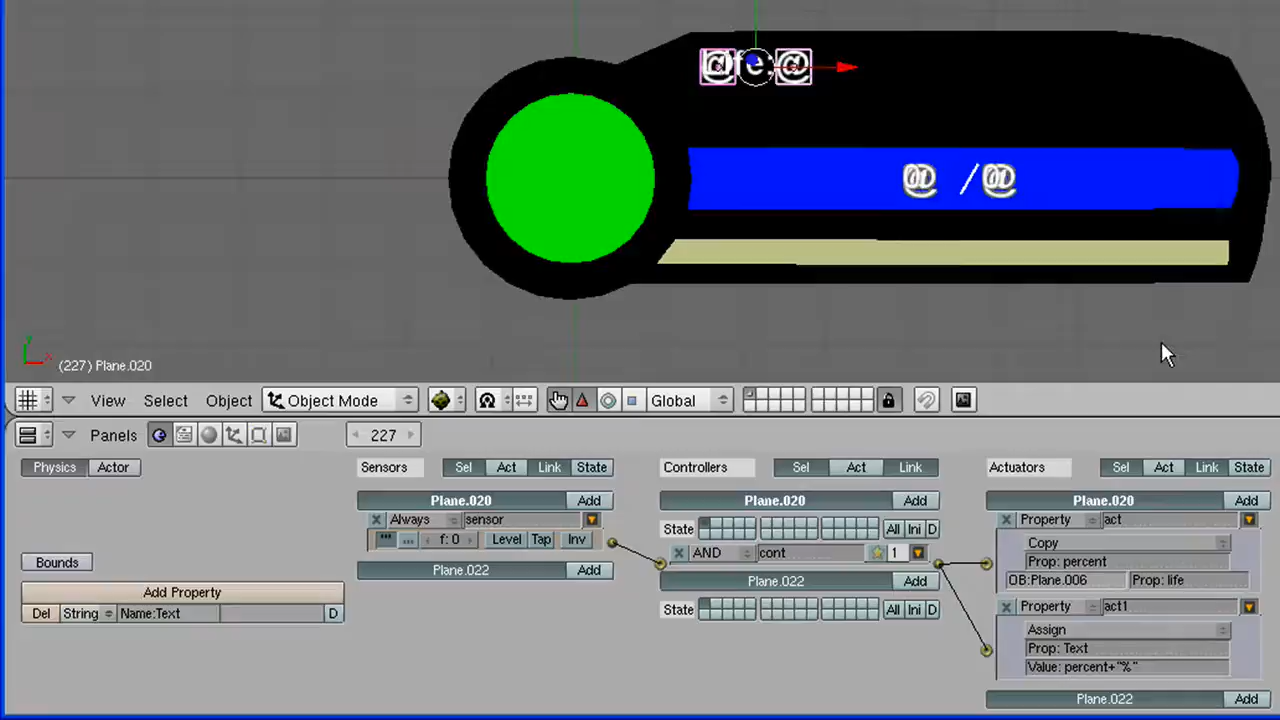 @ife.@
@ /@
(227) Plane.020
View Select Object Object Mode Global
Panels 227
Physics Actor Sensors Sel Act Link State Controllers Sel Act Link Actuators Sel Act Link State
Plane.020 Add Plane.020 Add Plane.020 Add
Always sensor State All Ini D Property act
f: 0 Level Tap Inv AND cont 1 Copy
Bounds Plane.022 Add Plane.022 Add Prop: percent
Add Property State All Ini D OB:Plane.006 Prop: life
Del String Name:Text D Property act1
Assign
Prop: Text
Value: percent+"%"
Plane.022 Add